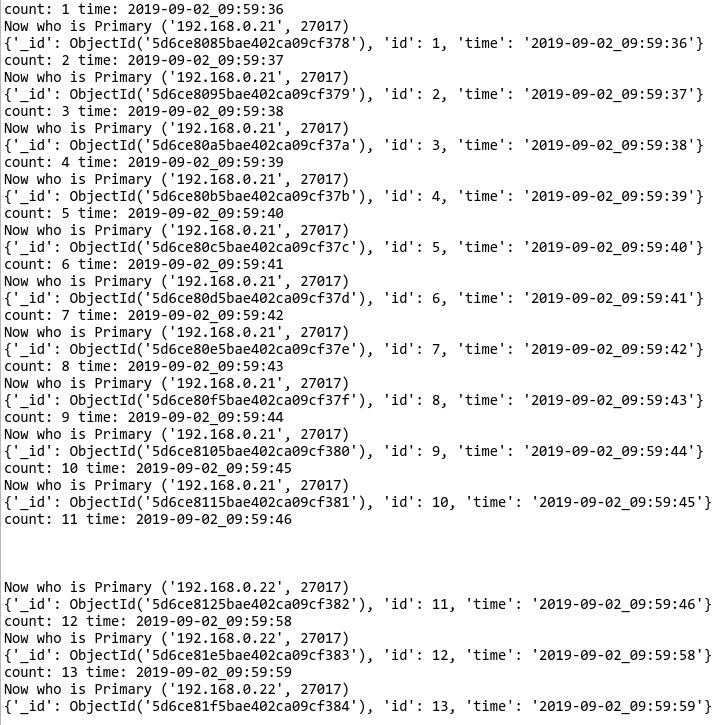 count: 1 time: 2019-09-02_09:59:36
Now who is Primary ('192.168.0.21', 27017)
{'_id': ObjectId('5d6ce8085bae402ca09cf378'), 'id': 1, 'time': '2019-09-02_09:59:36'}
count: 2 time: 2019-09-02_09:59:37
Now who is Primary ('192.168.0.21', 27017)
{'_id': ObjectId('5d6ce8095bae402ca09cf379'), 'id': 2, 'time': '2019-09-02_09:59:37'}
count: 3 time: 2019-09-02_09:59:38
Now who is Primary ('192.168.0.21', 27017)
{'_id': ObjectId('5d6ce80a5bae402ca09cf37a'), 'id': 3, 'time': '2019-09-02_09:59:38'}
count: 4 time: 2019-09-02_09:59:39
Now who is Primary ('192.168.0.21', 27017)
{'_id': ObjectId('5d6ce80b5bae402ca09cf37b'), 'id': 4, 'time': '2019-09-02_09:59:39'}
count: 5 time: 2019-09-02_09:59:40
Now who is Primary ('192.168.0.21', 27017)
{'_id': ObjectId('5d6ce80c5bae402ca09cf37c'), 'id': 5, 'time': '2019-09-02_09:59:40'}
count: 6 time: 2019-09-02_09:59:41
Now who is Primary ('192.168.0.21', 27017)
{'_id': ObjectId('5d6ce80d5bae402ca09cf37d'), 'id': 6, 'time': '2019-09-02_09:59:41'}
count: 7 time: 2019-09-02_09:59:42
Now who is Primary ('192.168.0.21', 27017)
{'_id': ObjectId('5d6ce80e5bae402ca09cf37e'), 'id': 7, 'time': '2019-09-02_09:59:42'}
count: 8 time: 2019-09-02_09:59:43
Now who is Primary ('192.168.0.21', 27017)
{'_id': ObjectId('5d6ce80f5bae402ca09cf37f'), 'id': 8, 'time': '2019-09-02_09:59:43'}
count: 9 time: 2019-09-02_09:59:44
Now who is Primary ('192.168.0.21', 27017)
{'_id': ObjectId('5d6ce8105bae402ca09cf380'), 'id': 9, 'time': '2019-09-02_09:59:44'}
count: 10 time: 2019-09-02_09:59:45
Now who is Primary ('192.168.0.21', 27017)
{'_id': ObjectId('5d6ce8115bae402ca09cf381'), 'id': 10, 'time': '2019-09-02_09:59:45'}
count: 11 time: 2019-09-02_09:59:46
Now who is Primary ('192.168.0.22', 27017)
{'_id': ObjectId('5d6ce8125bae402ca09cf382'), 'id': 11, 'time': '2019-09-02_09:59:46'}
count: 12 time: 2019-09-02_09:59:58
Now who is Primary ('192.168.0.22', 27017)
{'_id': ObjectId('5d6ce81e5bae402ca09cf383'), 'id': 12, 'time': '2019-09-02_09:59:58'}
count: 13 time: 2019-09-02_09:59:59
Now who is Primary ('192.168.0.22', 27017)
{'_id': ObjectId('5d6ce81f5bae402ca09cf384'), 'id': 13, 'time': '2019-09-02_09:59:59'}